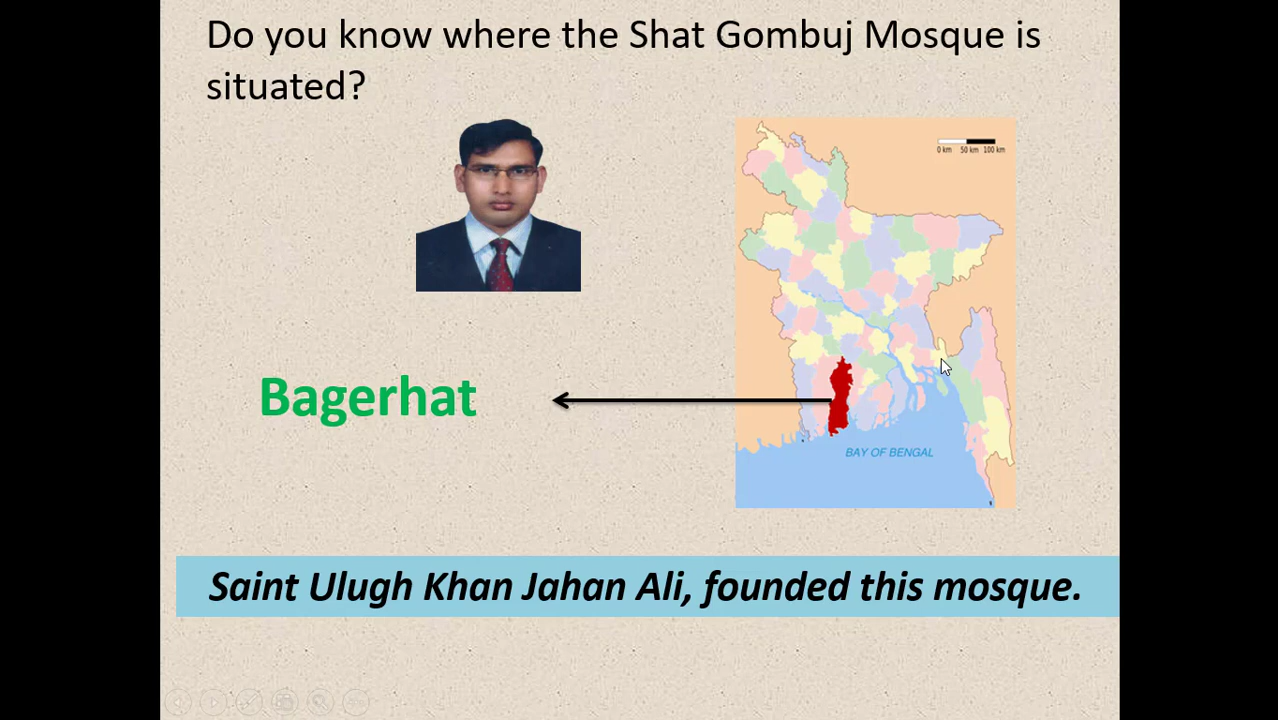 Do you know where the Shat Gombuj Mosque is
situated?
0 km 50 km 100 km
Bagerhat
BAY OF BENGAL
Saint Ulugh Khan Jahan Ali, founded this mosque.